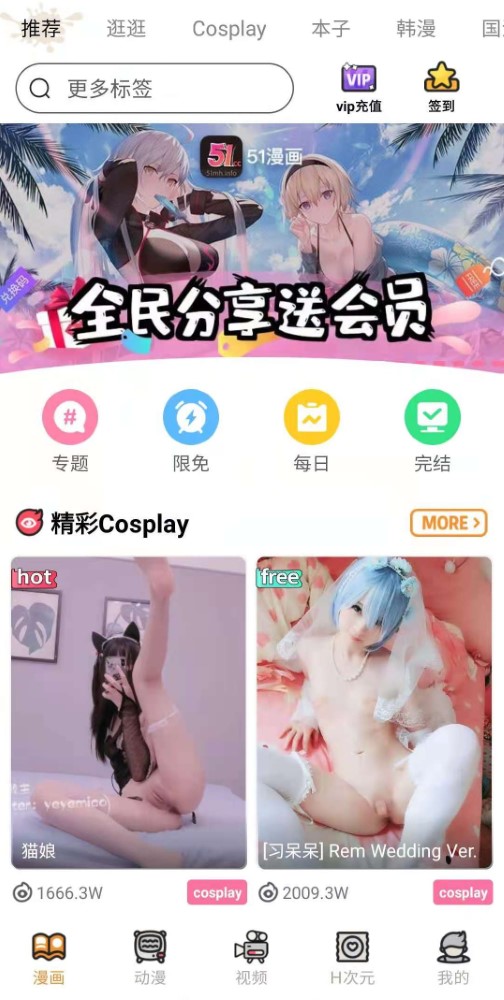 推荐 逛逛 Cosplay 本子 韩漫
更多标签
vip充值 签到
VIP
51漫画
51
51mh.info
兑换码
全民分享送会员
专题 限免 每日 完结
精彩Cosplay MORE
hot free
猫娘 [习呆呆] Rem Wedding Ver.
1666.3W cosplay 2009.3W cosplay
漫画 动漫 视频 H次元 我的